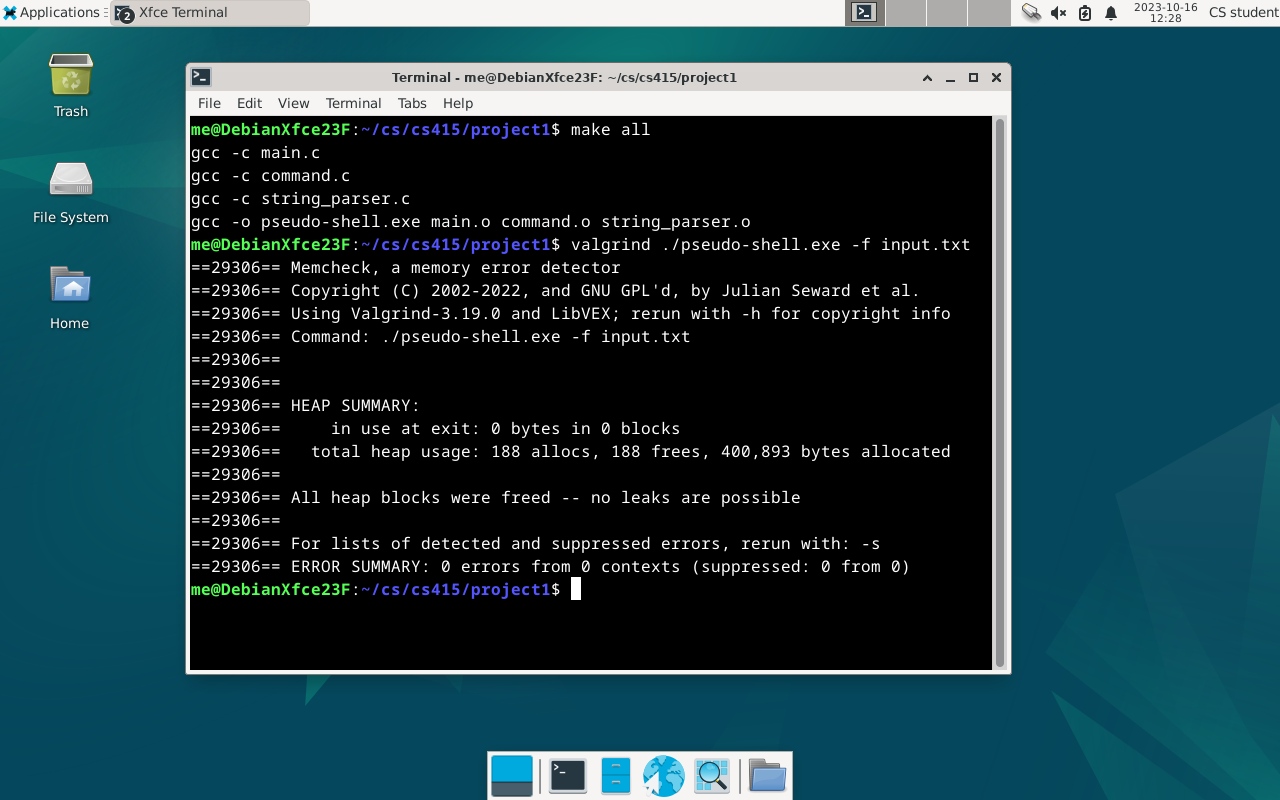 Applications
2
Xfce Terminal
2023-10-16
12:28
CS student
Trash
File System
Home
Terminal - me@DebianXfce23F: ~/cs/cs415/project1
File Edit View Terminal Tabs Help
me@DebianXfce23F:~/cs/cs415/project1$ make all
gcc -c main.c
gcc -c command.c
gcc -c string_parser.c
gcc -o pseudo-shell.exe main.o command.o string_parser.o
me@DebianXfce23F:~/cs/cs415/project1$ valgrind ./pseudo-shell.exe -f input.txt
==29306== Memcheck, a memory error detector
==29306== Copyright (C) 2002-2022, and GNU GPL'd, by Julian Seward et al.
==29306== Using Valgrind-3.19.0 and LibVEX; rerun with -h for copyright info
==29306== Command: ./pseudo-shell.exe -f input.txt
==29306==
==29306==
==29306== HEAP SUMMARY:
==29306==     in use at exit: 0 bytes in 0 blocks
==29306==   total heap usage: 188 allocs, 188 frees, 400,893 bytes allocated
==29306==
==29306== All heap blocks were freed -- no leaks are possible
==29306==
==29306== For lists of detected and suppressed errors, rerun with: -s
==29306== ERROR SUMMARY: 0 errors from 0 contexts (suppressed: 0 from 0)
me@DebianXfce23F:~/cs/cs415/project1$